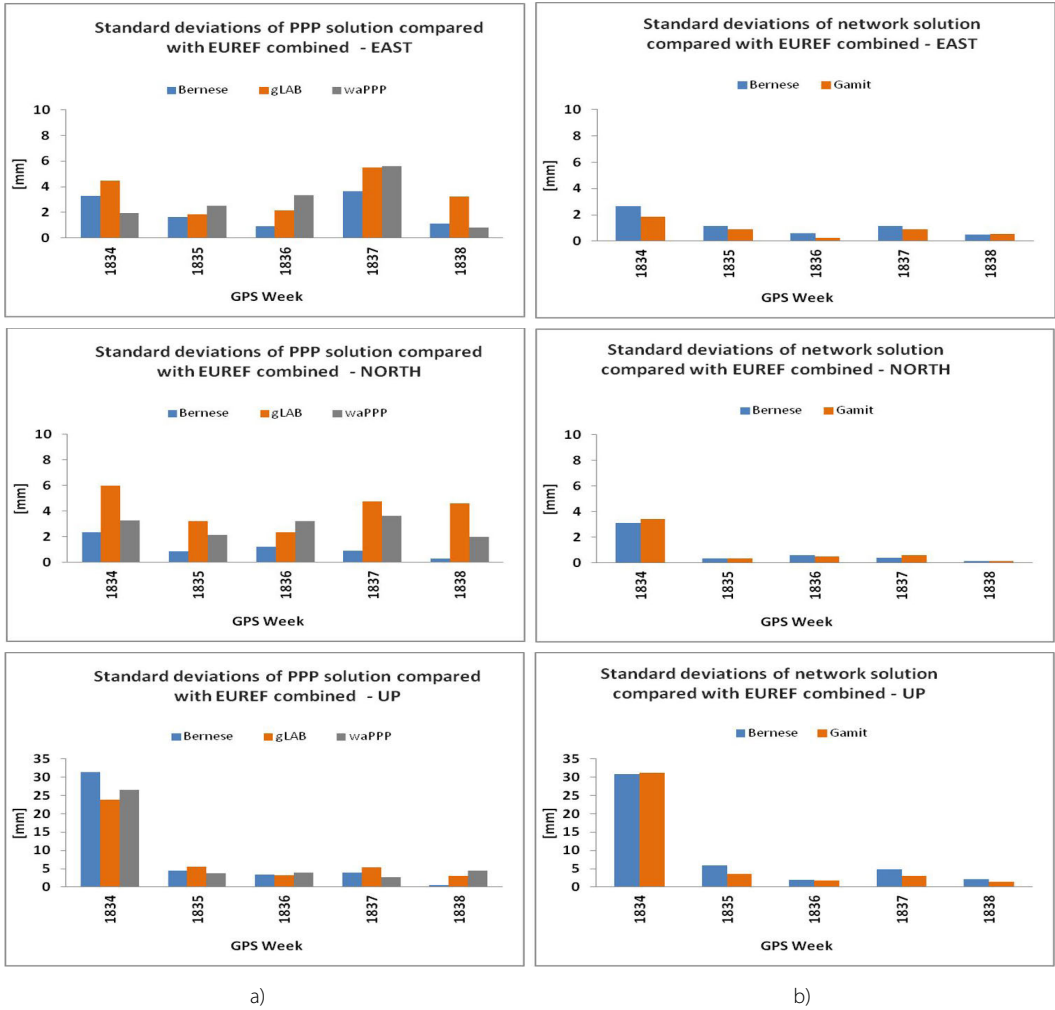 Standard deviations of PPP solution compared
with EUREF combined - EAST
Bernese gLAB waPPP
10
8
6
4
2
0
[mm]
1834 1835 1836 1837 1838
GPS Week
Standard deviations of network solution
compared with EUREF combined - EAST
Bernese Gamit
10
8
6
4
2
0
[mm]
1834 1835 1836 1837 1838
GPS Week
Standard deviations of PPP solution compared
with EUREF combined - NORTH
Bernese gLAB waPPP
10
8
6
4
2
0
[mm]
1834 1835 1836 1837 1838
GPS Week
Standard deviations of network solution
compared with EUREF combined - NORTH
Bernese Gamit
10
8
6
4
2
0
[mm]
1834 1835 1836 1837 1838
GPS Week
Standard deviations of PPP solution compared
with EUREF combined - UP
Bernese gLAB waPPP
35
30
25
20
15
10
5
0
[mm]
1834 1835 1836 1837 1838
GPS Week
Standard deviations of network solution
compared with EUREF combined - UP
Bernese Gamit
35
30
25
20
15
10
5
0
[mm]
1834 1835 1836 1837 1838
GPS Week
a)
b)